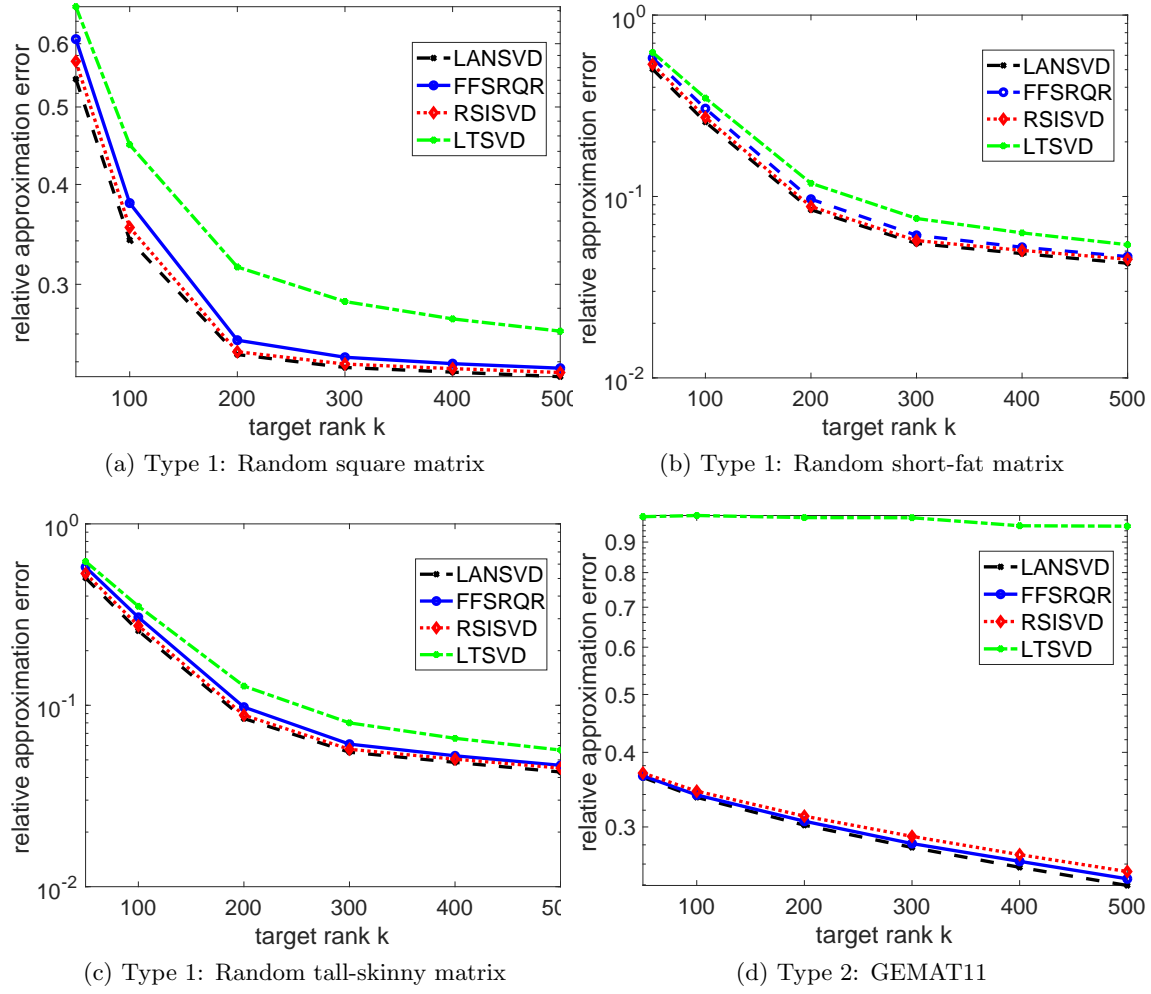 relative approximation error
0.6
0.5
0.4
0.3
LANSVD
FFSRQR
RSISVD
LTSVD
100 200 300 400 500
target rank k
(a) Type 1: Random square matrix
relative approximation error
10^0
10^-1
10^-2
LANSVD
FFSRQR
RSISVD
LTSVD
100 200 300 400 500
target rank k
(b) Type 1: Random short-fat matrix
relative approximation error
10^0
10^-1
10^-2
LANSVD
FFSRQR
RSISVD
LTSVD
100 200 300 400 50
target rank k
(c) Type 1: Random tall-skinny matrix
relative approximation error
0.9
0.8
0.7
0.6
0.5
0.4
0.3
LANSVD
FFSRQR
RSISVD
LTSVD
100 200 300 400 500
target rank k
(d) Type 2: GEMAT11